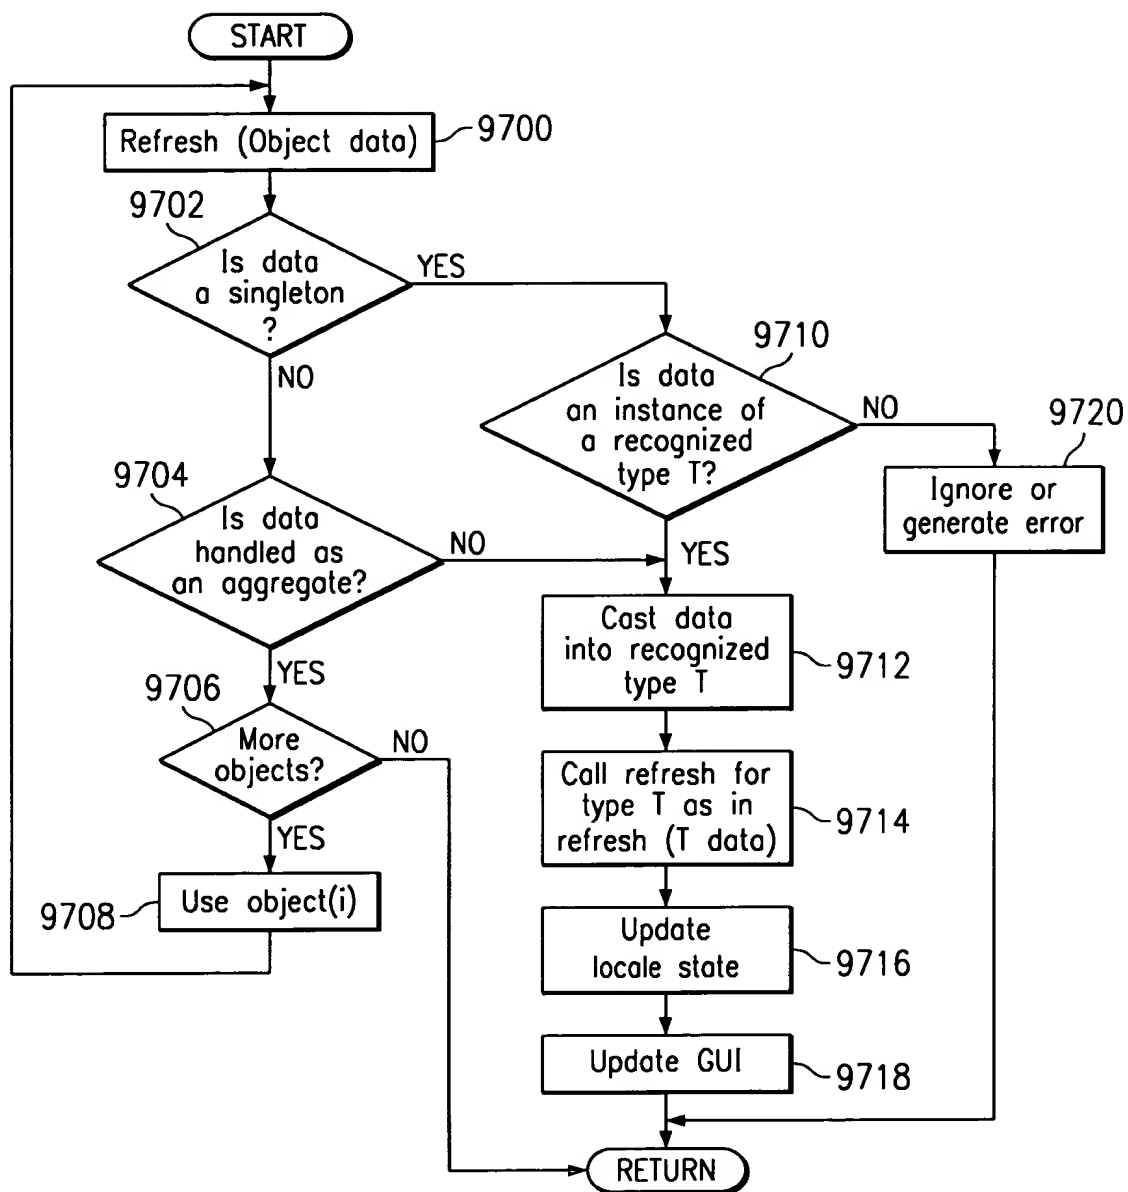 START
Refresh (Object data)
9700
9702
Is data
a singleton
?
YES
NO
9710
Is data
an instance of
a recognized
type T?
NO
YES
9720
Ignore or
generate error
9704
Is data
handled as
an aggregate?
NO
YES
9706
More
objects?
NO
YES
9708
Use object(i)
Cast data
into recognized
type T
9712
Call refresh for
type T as in
refresh (T data)
9714
Update
locale state
9716
Update GUI
9718
RETURN